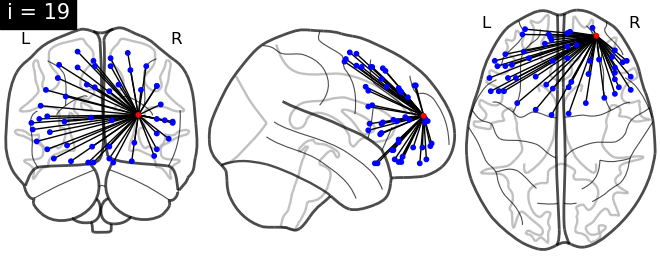 i = 19
L R
L R